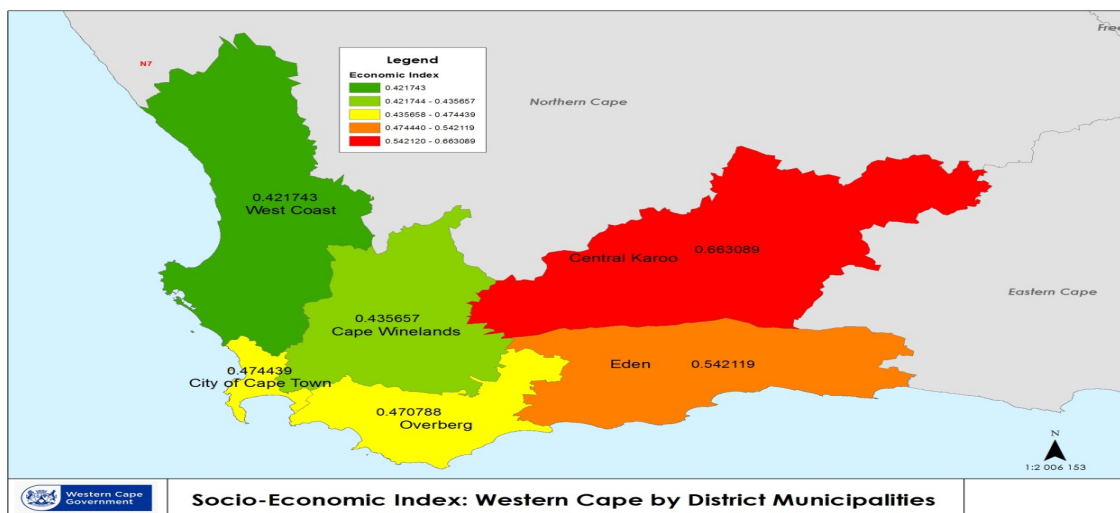 Free
N7
Legend
Economic Index
0.421743
0.421744 - 0.435657
0.435658 - 0.474439
0.474440 - 0.542119
0.542120 - 0.663089
Northern Cape
0.421743
West Coast
Central Karoo 0.663089
Eastern Cape
0.435657
Cape Winelands
Eden 0.542119
0.474439
City of Cape Town
0.470788
Overberg
N
1:2 006 153
Western Cape
Government
Socio-Economic Index: Western Cape by District Municipalities